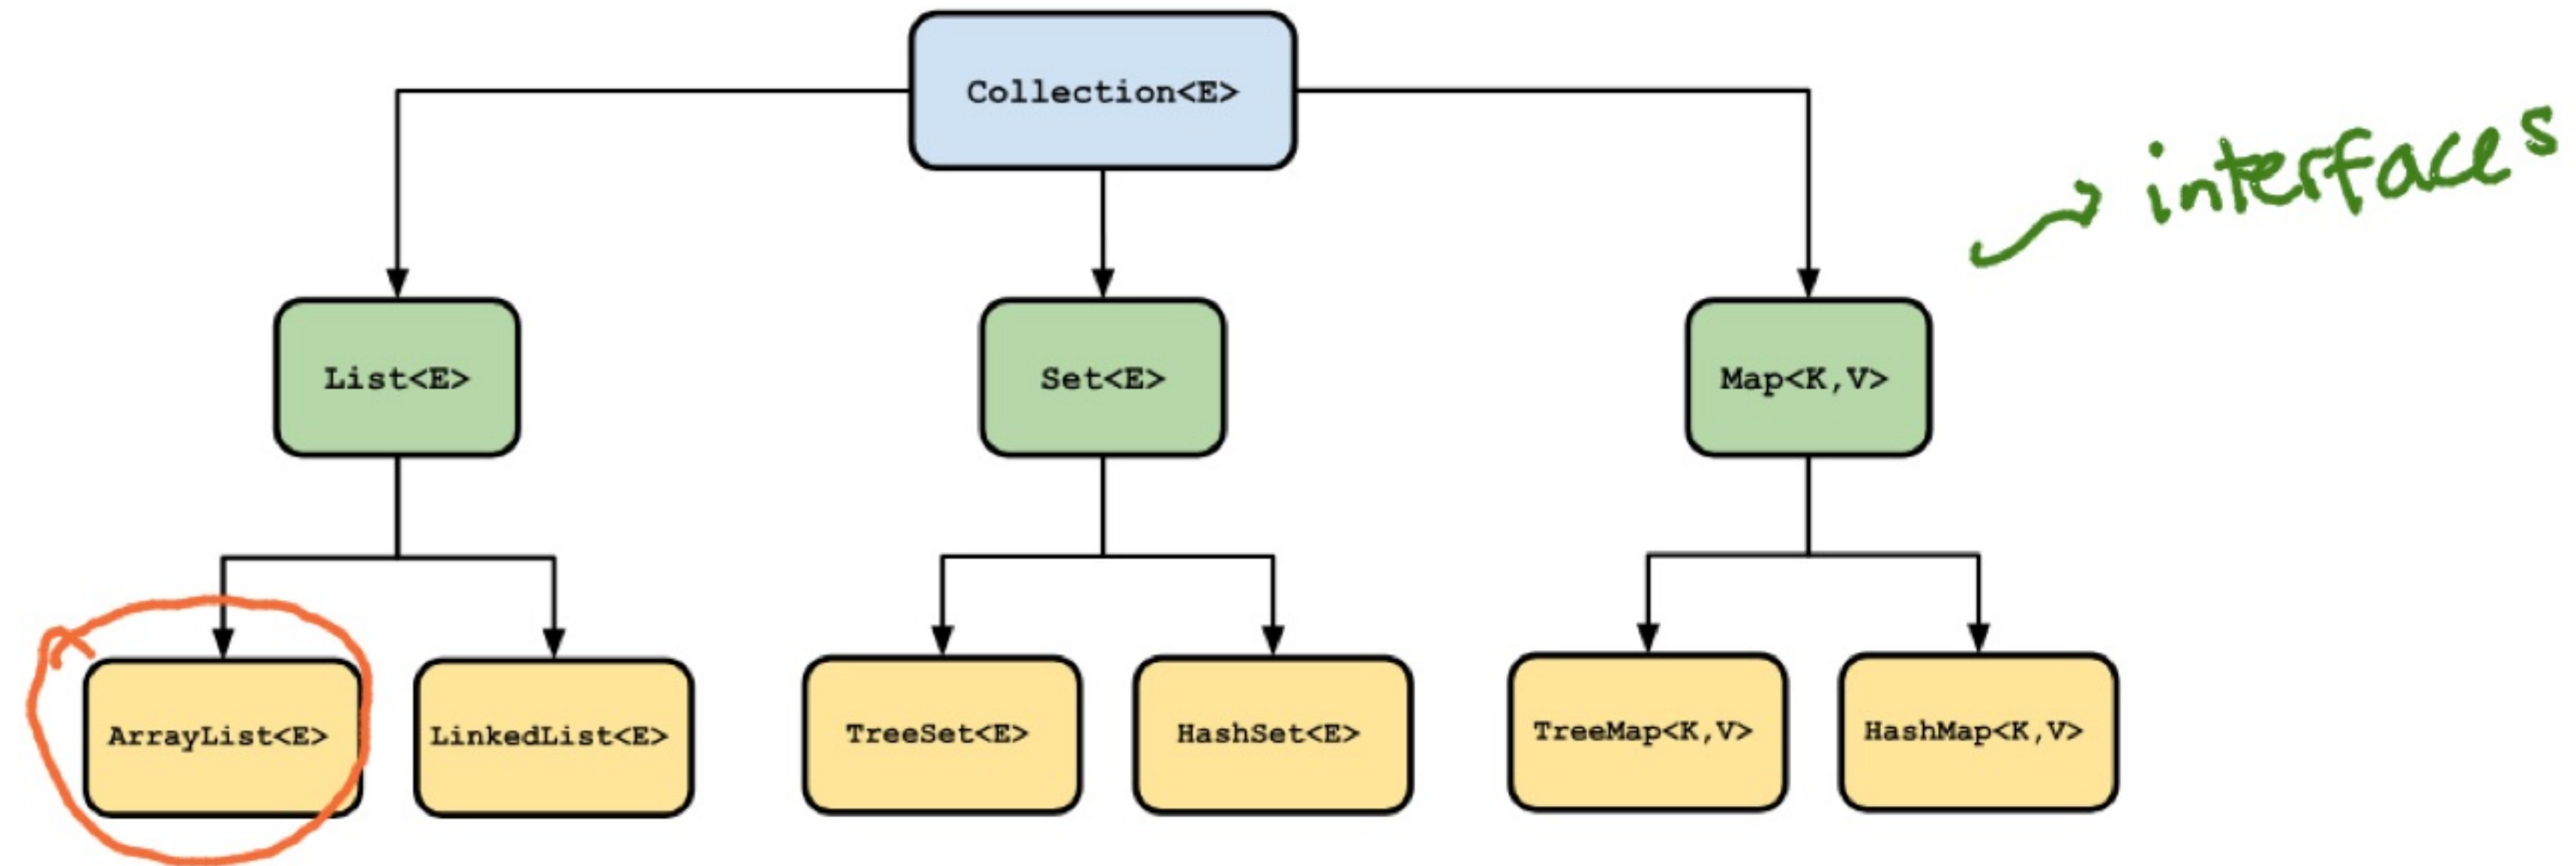 Collection<E>
interfaces
List<E>
Set<E>
Map<K,V>
ArrayList<E>
LinkedList<E>
TreeSet<E>
HashSet<E>
TreeMap<K,V>
HashMap<K,V>